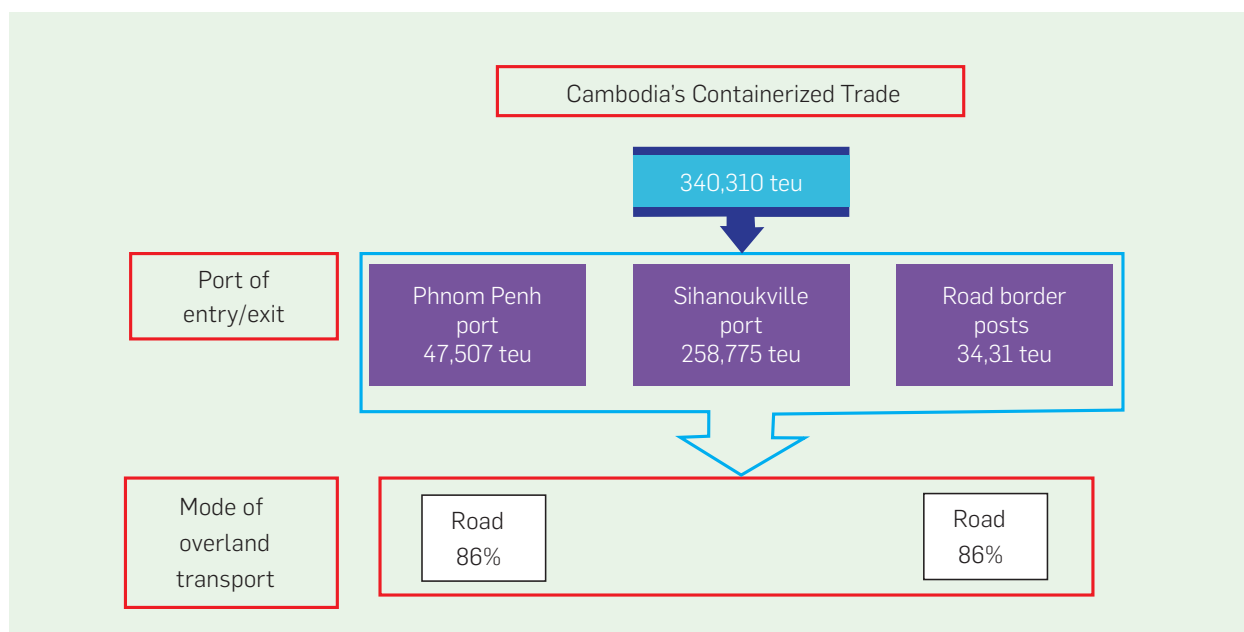 Cambodia's Containerized Trade
340,310 teu
Port of
entry/exit
Phnom Penh
port
47,507 teu
Sihanoukville
port
258,775 teu
Road border
posts
34,31 teu
Mode of
overland
transport
Road
86%
Road
86%